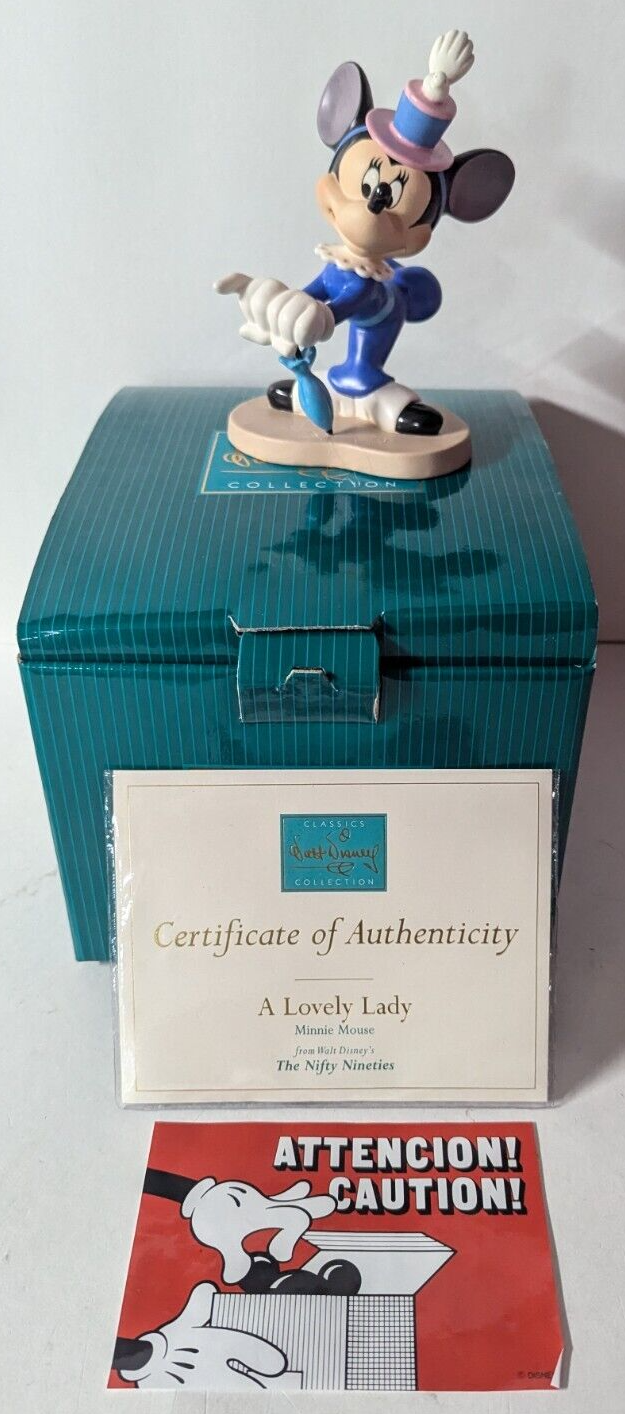 COLLECTION
CLASSICS
Walt Disney
COLLECTION
Certificate of Authenticity
A Lovely Lady
Minnie Mouse
from Walt Disney's
The Nifty Nineties
ATTENCION!
CAUTION!